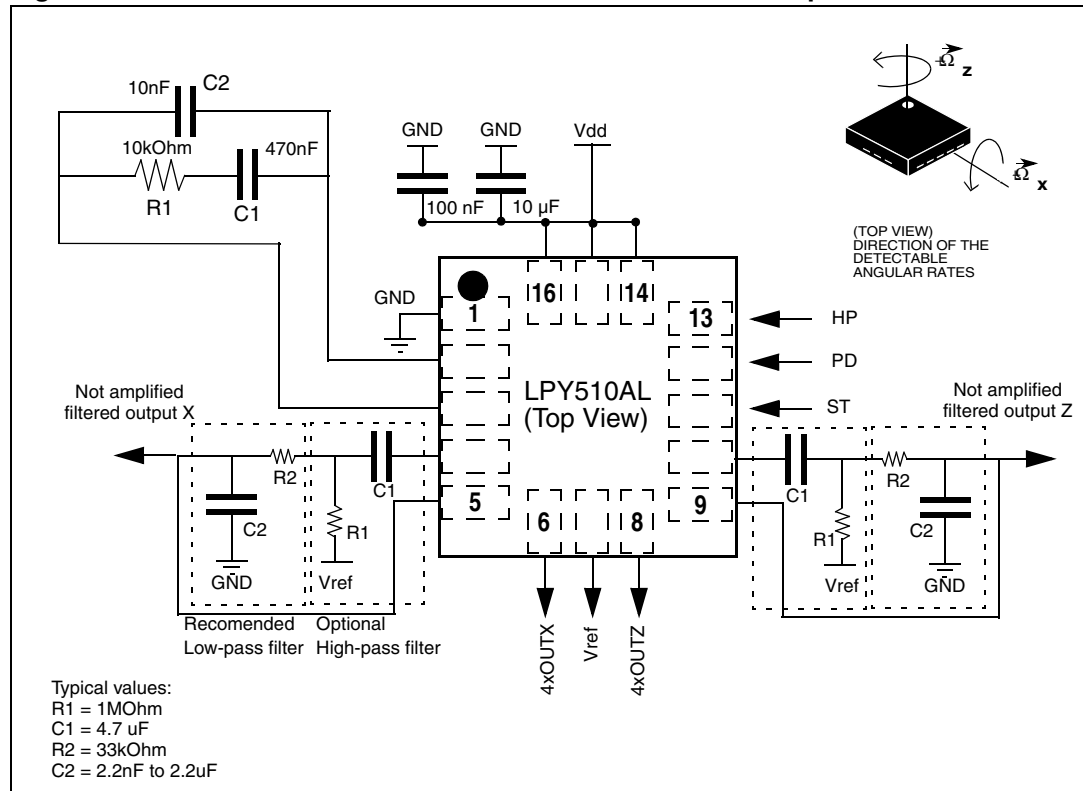 10nF
C2
10kOhm
470nF
R1
C1
GND
GND
Vdd
100 nF
10 µF
Ω z
Ω x
(TOP VIEW)
DIRECTION OF THE
DETECTABLE
ANGULAR RATES
GND
1
16
14
13
HP
PD
ST
LPY510AL
(Top View)
Not amplified
filtered output X
R2
C1
C2
R1
GND
Vref
5
6
8
9
Not amplified
filtered output Z
C1
R2
R1
C2
Vref
GND
Recomended
Low-pass filter
Optional
High-pass filter
4xOUTX
Vref
4xOUTZ
Typical values:
R1 = 1MOhm
C1 = 4.7 uF
R2 = 33kOhm
C2 = 2.2nF to 2.2uF